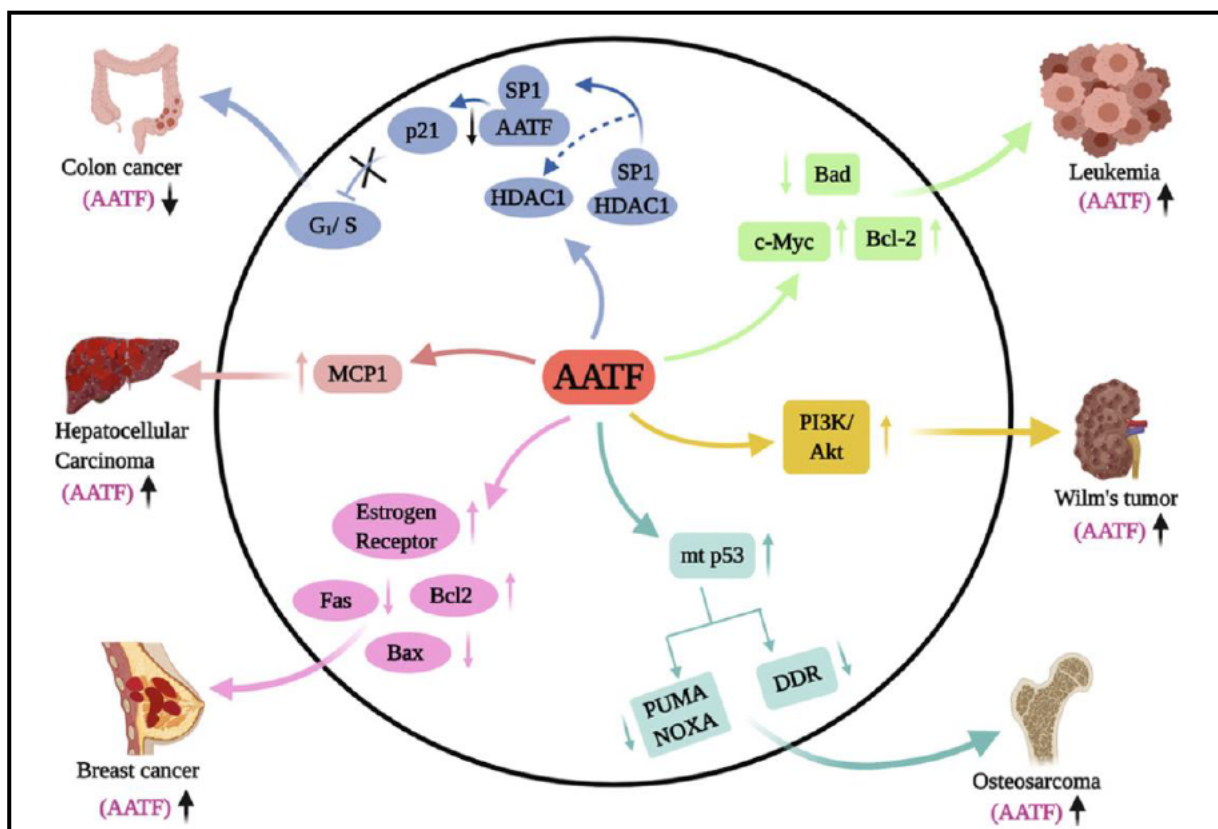 Colon cancer
(AATF)
SP1
AATF
p21
HDAC1
SP1
HDAC1
G₁/ S
Bad
c-Myc
Bcl-2
Leukemia
(AATF)
AATF
MCP1
Hepatocellular
Carcinoma
(AATF)
PI3K/
Akt
Wilm's tumor
(AATF)
Estrogen
Receptor
Fas
Bcl2
Bax
Breast cancer
(AATF)
mt p53
PUMA
NOXA
DDR
Osteosarcoma
(AATF)